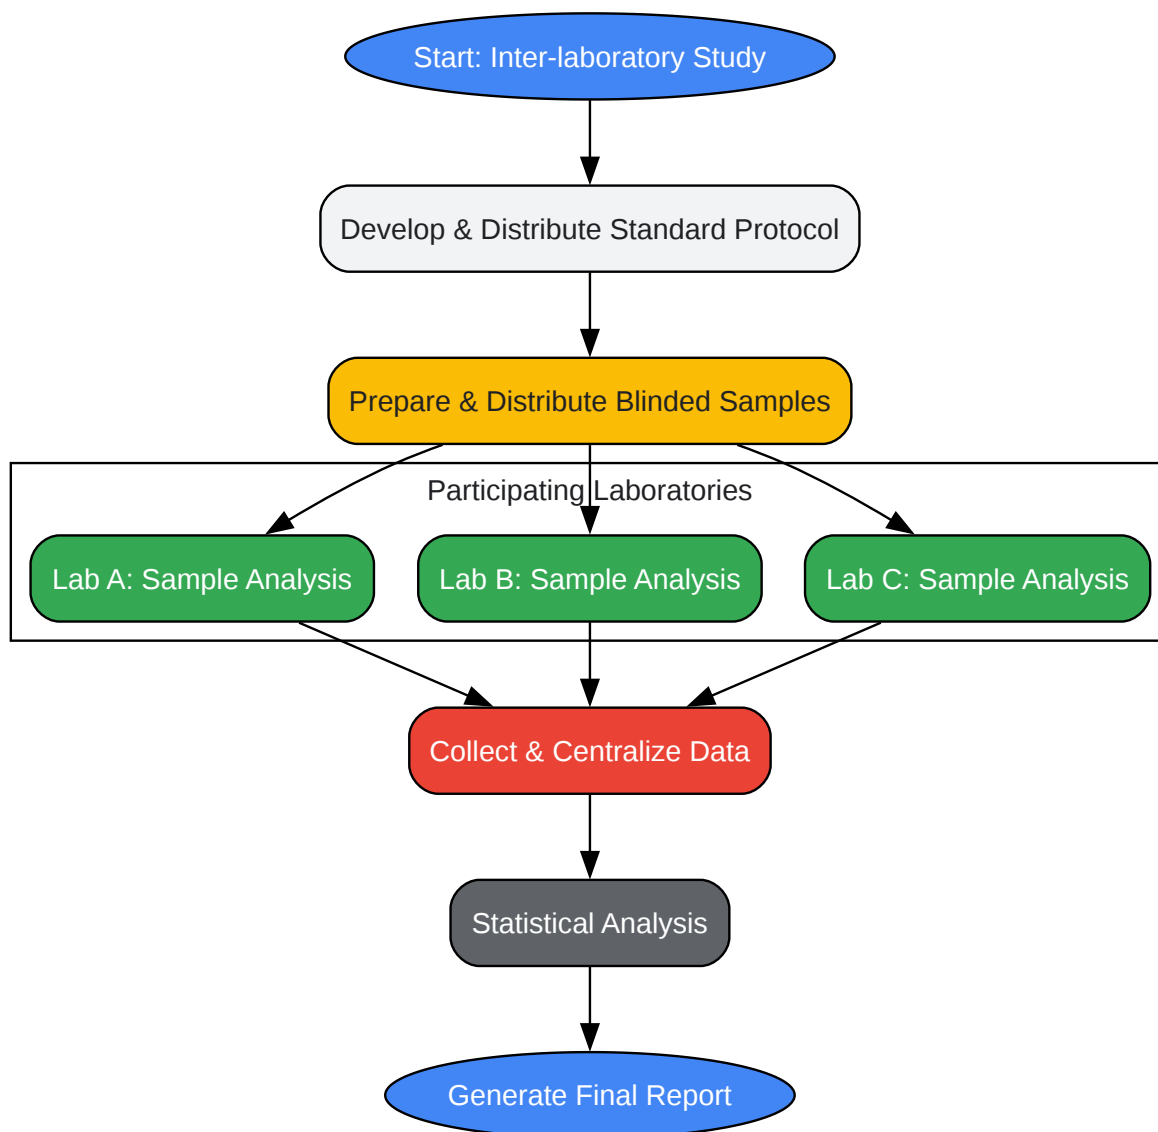 Start: Inter-laboratory Study
Develop & Distribute Standard Protocol
Prepare & Distribute Blinded Samples
Participating Laboratories
Lab A: Sample Analysis
Lab B: Sample Analysis
Lab C: Sample Analysis
Collect & Centralize Data
Statistical Analysis
Generate Final Report